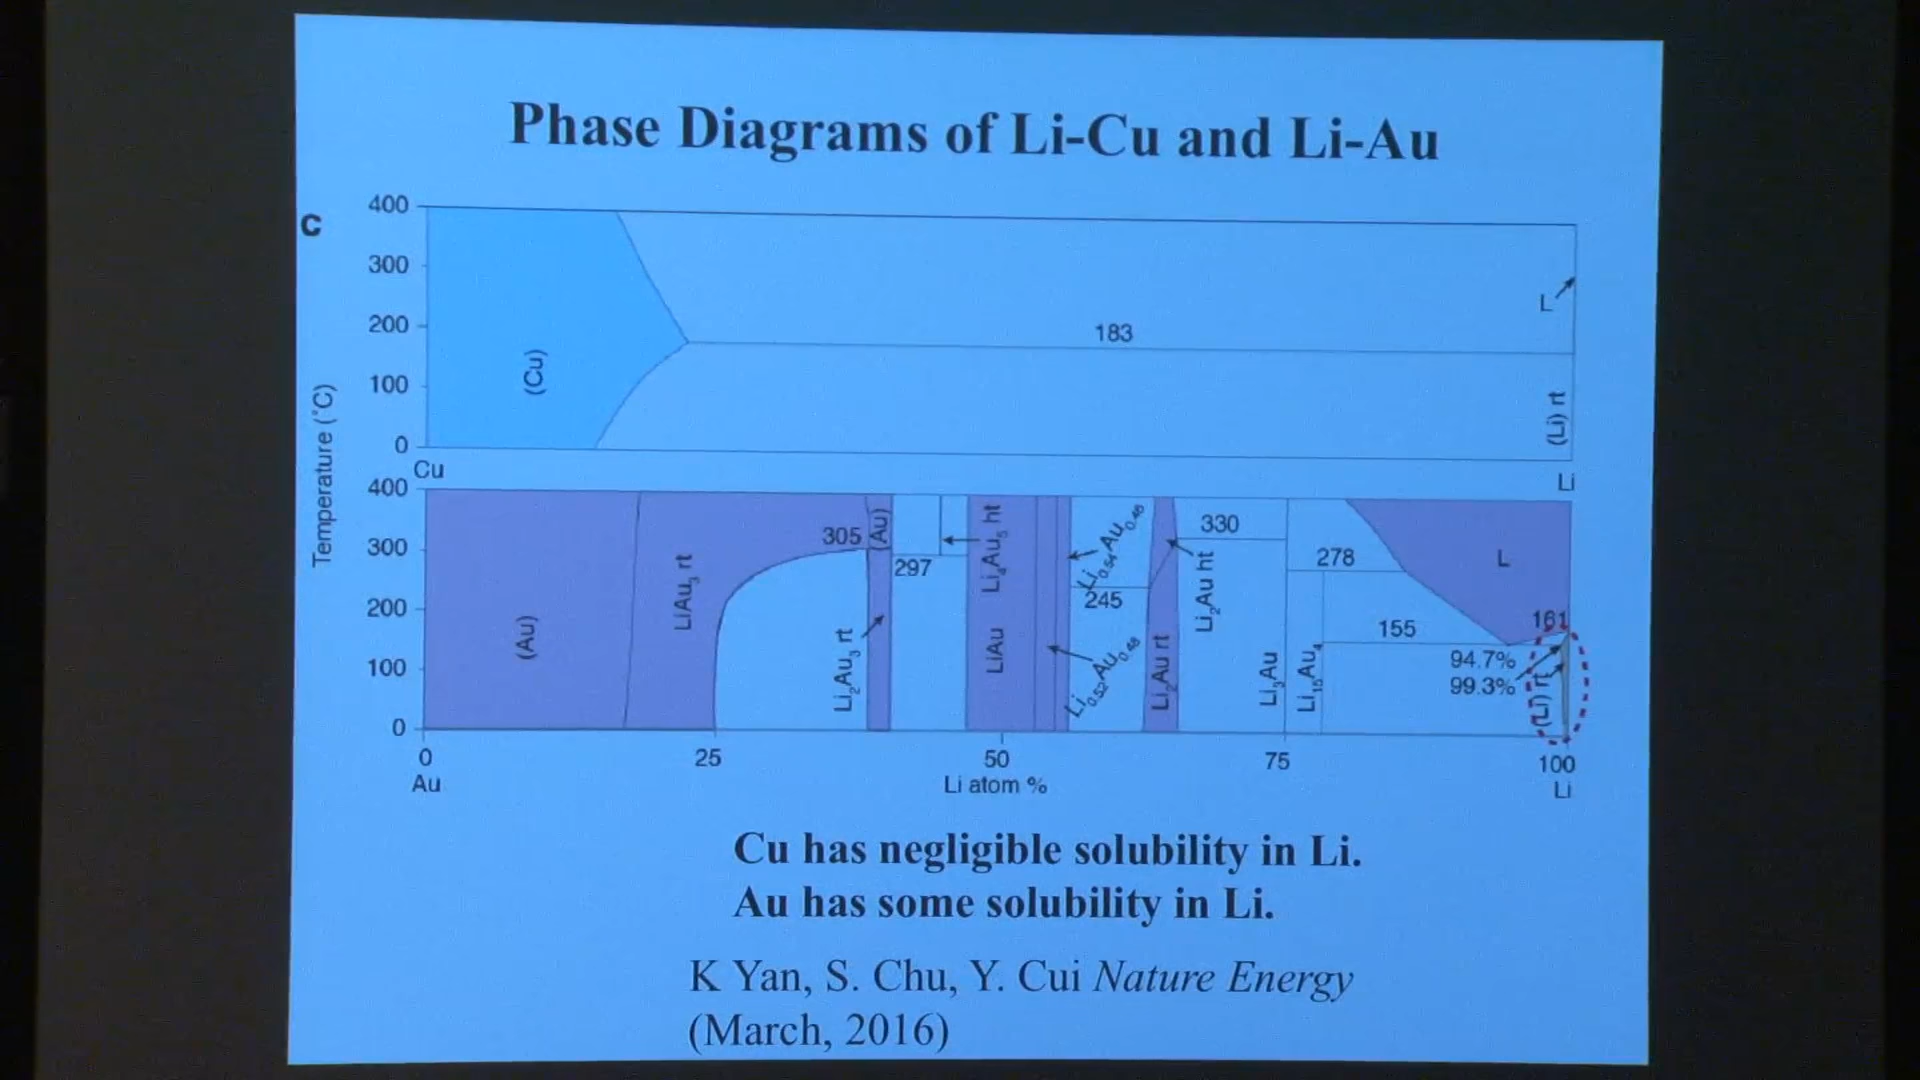 Phase Diagrams of Li-Cu and Li-Au
c
Temperature (°C)
400
300
200
100
0
(Cu)
183
L
(Li) rt
Cu
Li
400
300
200
100
0
(Au)
LiAu₃ rt
305
(Au)
Li₂Au₃ rt
297
Li₄Au₅ ht
LiAu
Li₀.₅₄Au₀.₄₆
245
Li₀.₅₂Au₀.₄₈
Li₂Au rt
330
Li₂Au ht
Li₃Au
278
Li₁₅Au₄
155
L
161
94.7%
99.3%
(Li) rt
0
25
50
75
100
Au
Li atom %
Li
Cu has negligible solubility in Li.
Au has some solubility in Li.
K Yan, S. Chu, Y. Cui Nature Energy
(March, 2016)